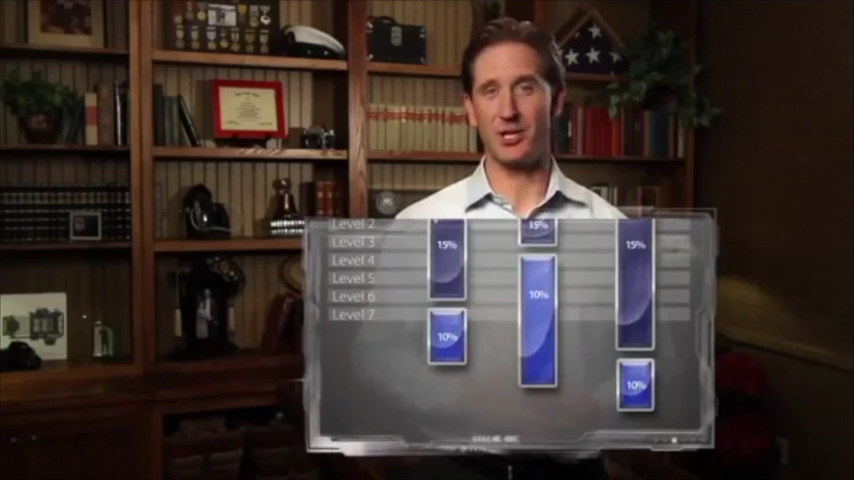 Level 2
15%
Level 3
15%
15%
Level 4
Level 5
Level 6
10%
Level 7
10%
10%